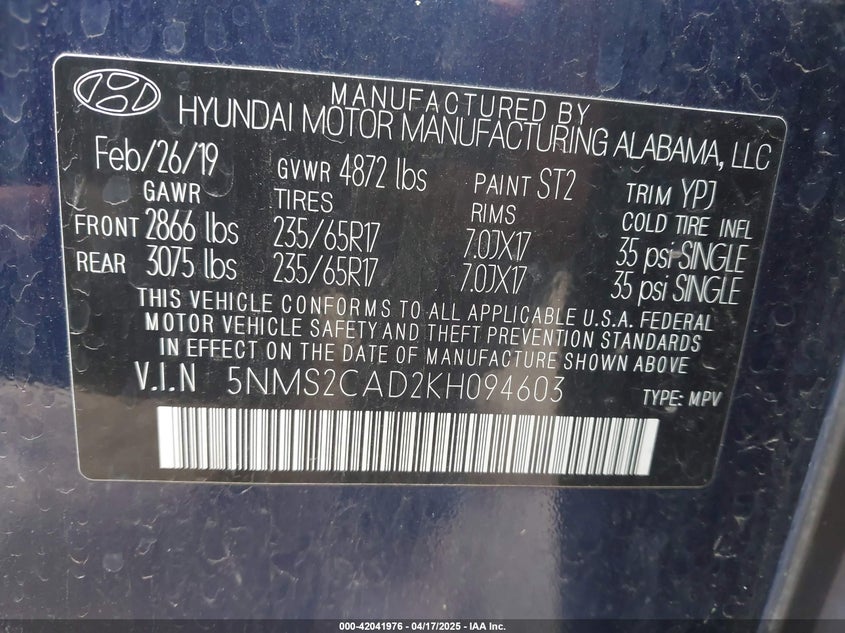 MANUFACTURED BY
HYUNDAI MOTOR MANUFACTURING ALABAMA, LLC
Feb/26/19 GVWR 4872 lbs PAINT ST2 TRIM YPJ
GAWR TIRES RIMS COLD TIRE INFL
FRONT 2866 lbs 235/65R17 7.0JX17 35 psi SINGLE
REAR 3075 lbs 235/65R17 7.0JX17 35 psi SINGLE
THIS VEHICLE CONFORMS TO ALL APPLICABLE U.S.A. FEDERAL
MOTOR VEHICLE SAFETY AND THEFT PREVENTION STANDARDS
IN EFFECT ON THE DATE OF MANUFACTURE SHOWN ABOVE
V.I.N 5NMS2CAD2KH094603 TYPE: MPV
000-42041976 - 04/17/2025 - IAA Inc.